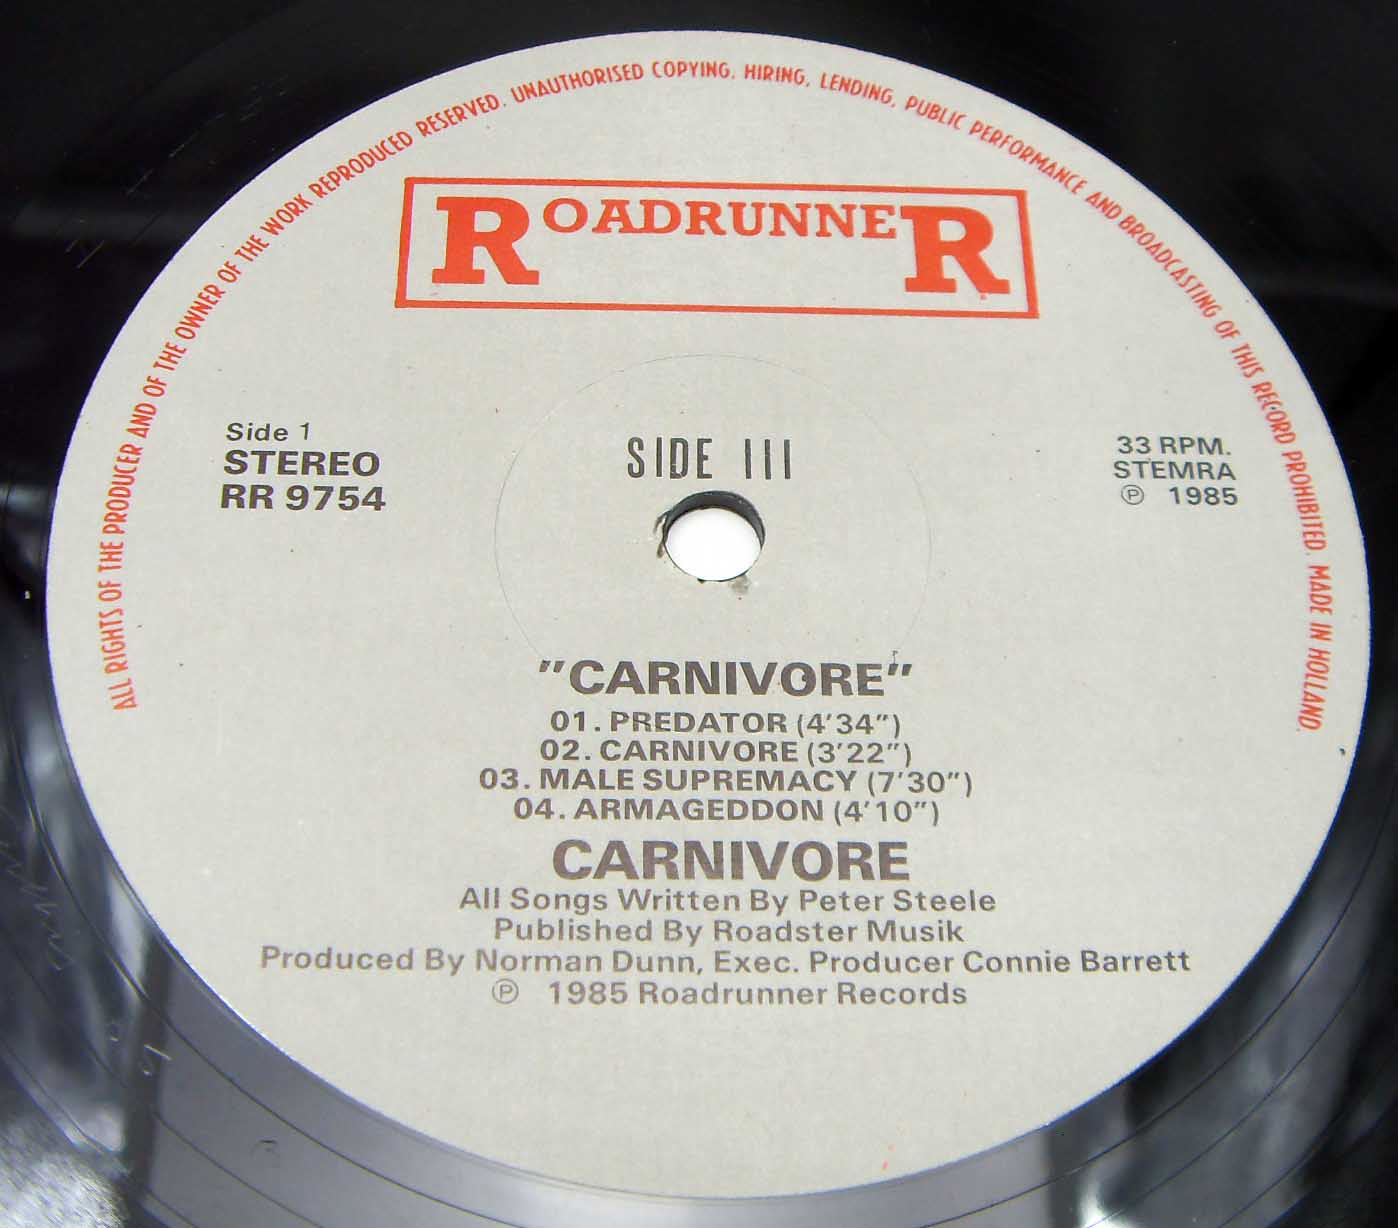 ALL RIGHTS OF THE PRODUCER AND OF THE OWNER OF THE WORK REPRODUCED RESERVED. UNAUTHORISED COPYING, HIRING, LENDING, PUBLIC PERFORMANCE AND BROADCASTING OF THIS RECORD PROHIBITED. MADE IN HOLLAND.
ROADRUNNER
Side 1
STEREO
RR 9754
SIDE III
33 RPM.
STEMRA
℗ 1985
"CARNIVORE"
01. PREDATOR (4'34")
02. CARNIVORE (3'22")
03. MALE SUPREMACY (7'30")
04. ARMAGEDDON (4'10")
CARNIVORE
All Songs Written By Peter Steele
Published By Roadster Musik
Produced By Norman Dunn, Exec. Producer Connie Barrett
℗ 1985 Roadrunner Records